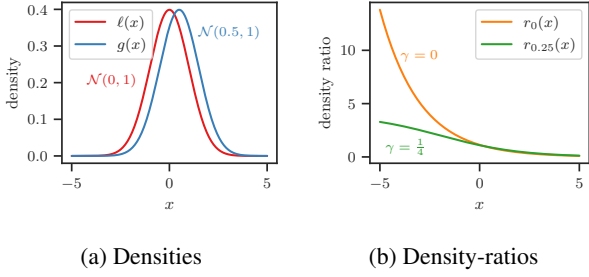 0.4
0.3
0.2
0.1
0.0
density
ℓ(x)
g(x)
𝒩(0.5, 1)
𝒩(0, 1)
−5
0
5
x
(a) Densities
10
5
0
density ratio
r₀(x)
r₀.₂₅(x)
γ = 0
γ = 1/4
−5
0
5
x
(b) Density-ratios